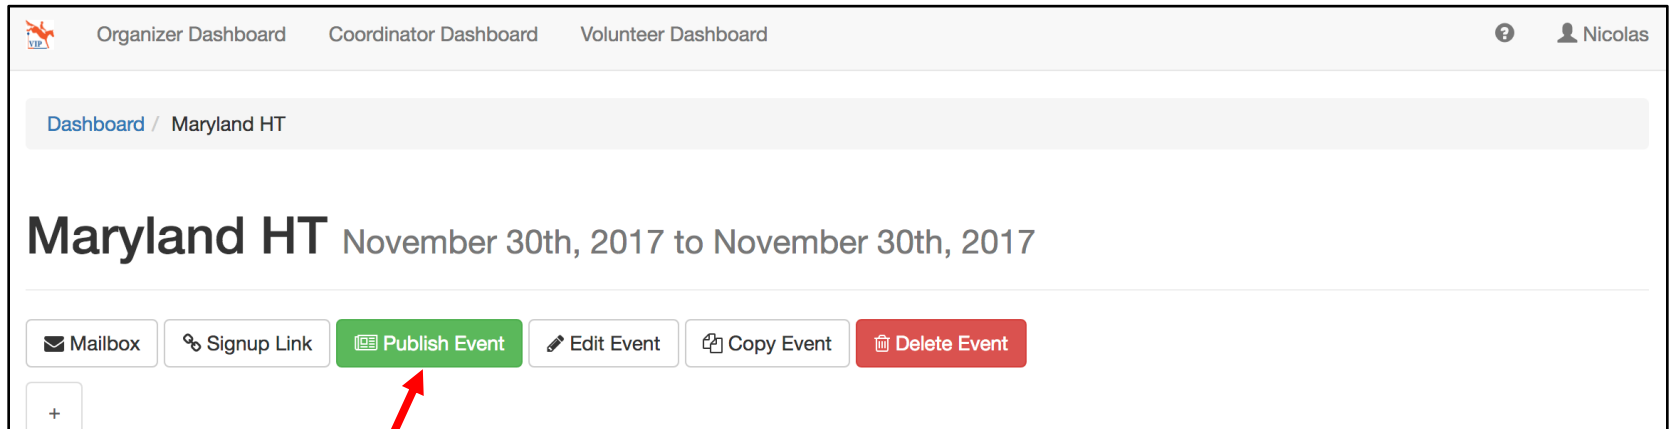 VIP Organizer Dashboard Coordinator Dashboard Volunteer Dashboard ? Nicolas
Dashboard / Maryland HT
Maryland HT November 30th, 2017 to November 30th, 2017
Mailbox Signup Link Publish Event Edit Event Copy Event Delete Event
+